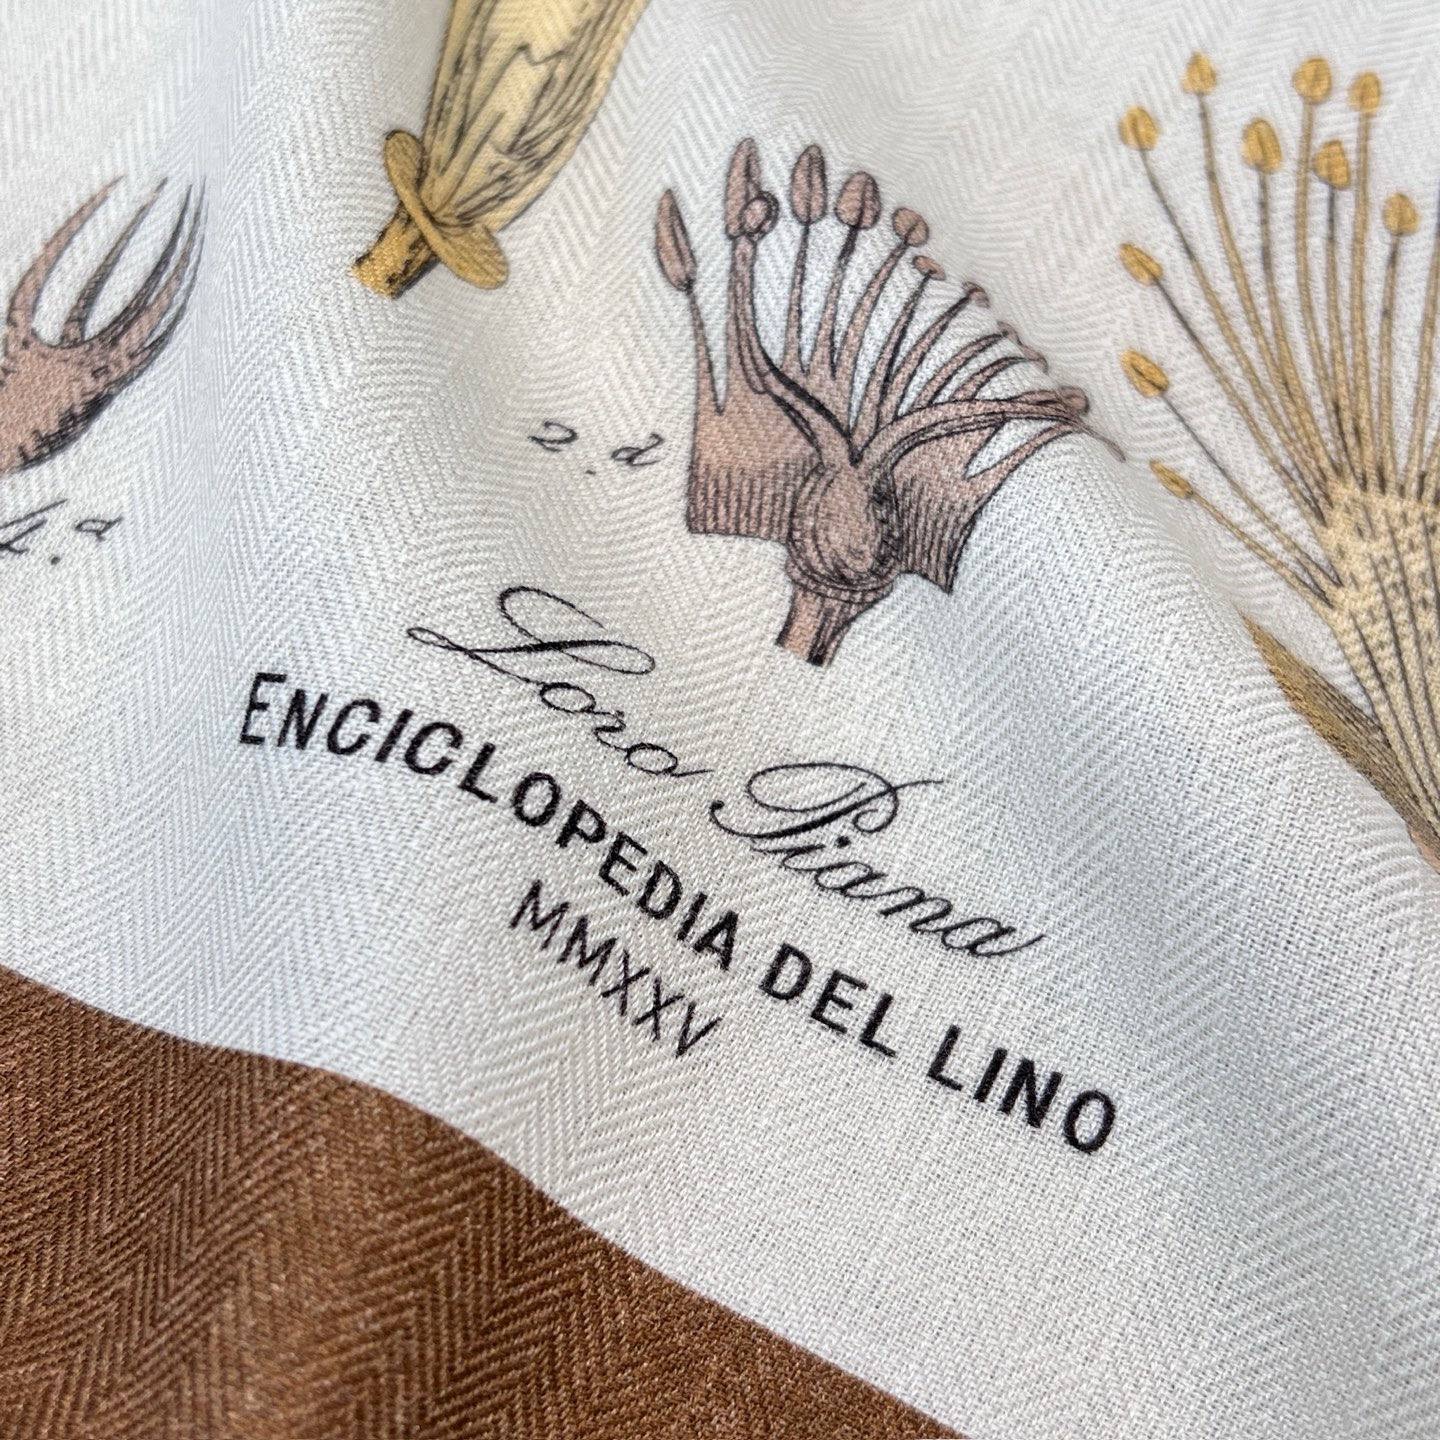 2.d
Loro Piana
ENCICLOPEDIA DEL LINO
MMXXV